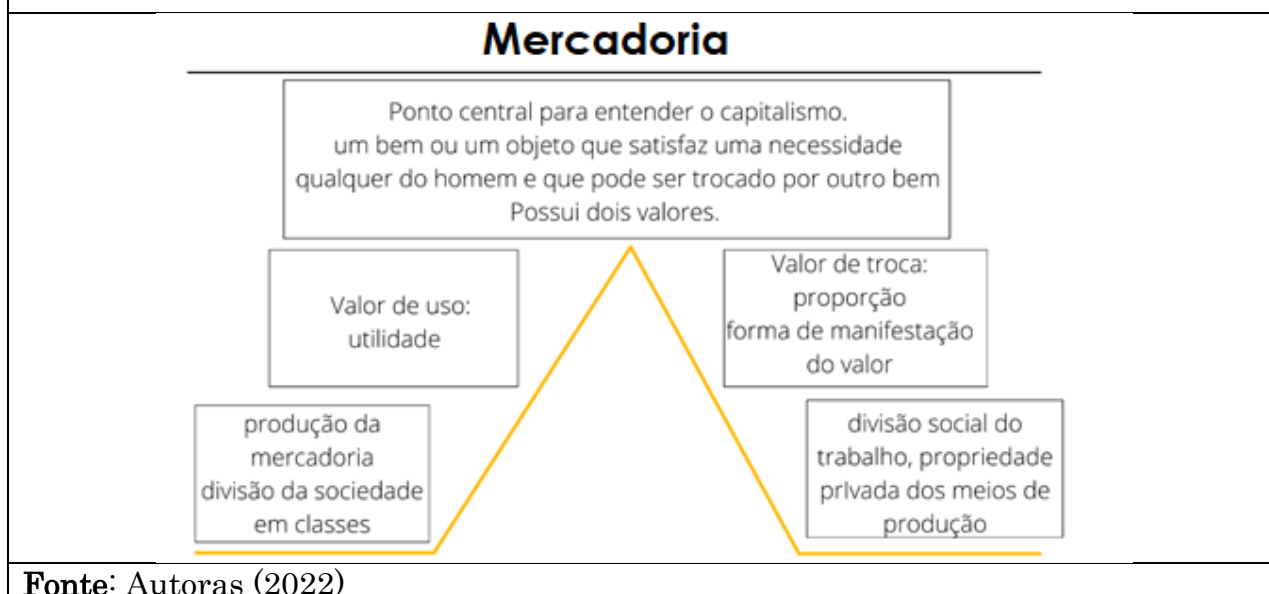 Mercadoria
Ponto central para entender o capitalismo.
um bem ou um objeto que satisfaz uma necessidade
qualquer do homem e que pode ser trocado por outro bem
Possui dois valores.
Valor de uso:
utilidade
Valor de troca:
proporção
forma de manifestação
do valor
produção da
mercadoria
divisão da sociedade
em classes
divisão social do
trabalho, propriedade
prIvada dos meios de
produção
Fonte: Autoras (2022)